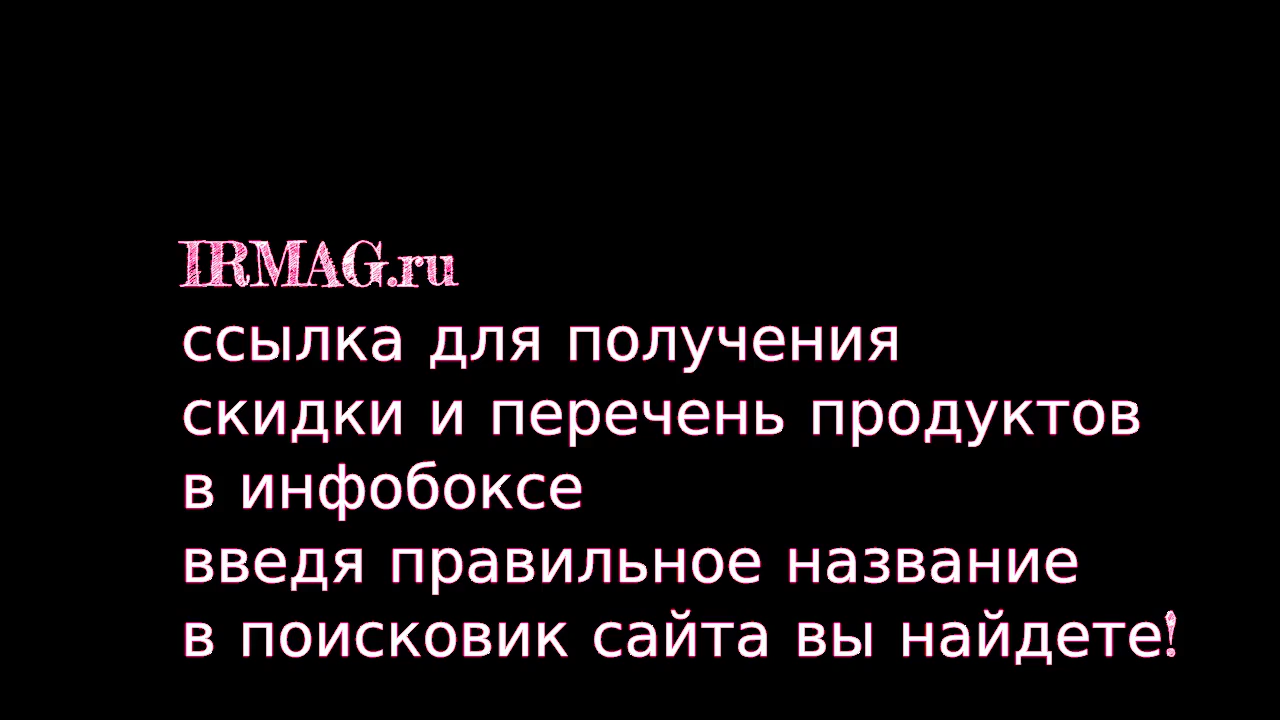 IRMAG.ru
ссылка для получения
скидки и перечень продуктов
в инфобоксе
введя правильное название
в поисковик сайта вы найдете!